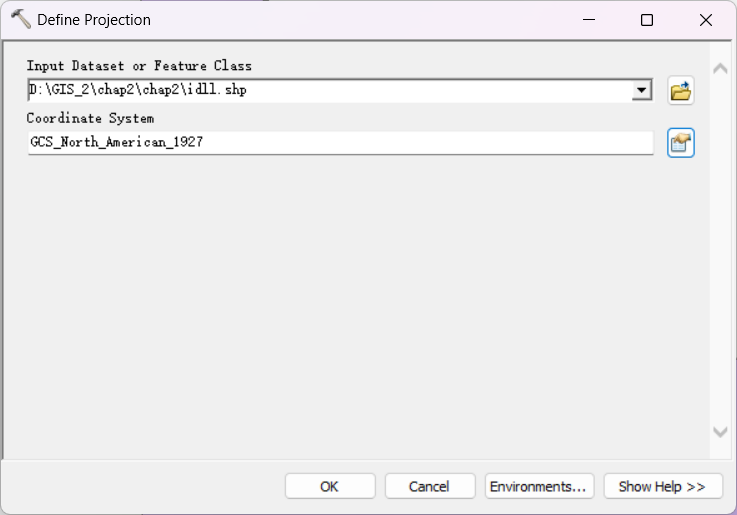 Define Projection
Input Dataset or Feature Class
D:\GIS_2\chap2\chap2\idll.shp
Coordinate System
GCS_North_American_1927
OK
Cancel
Environments...
Show Help >>